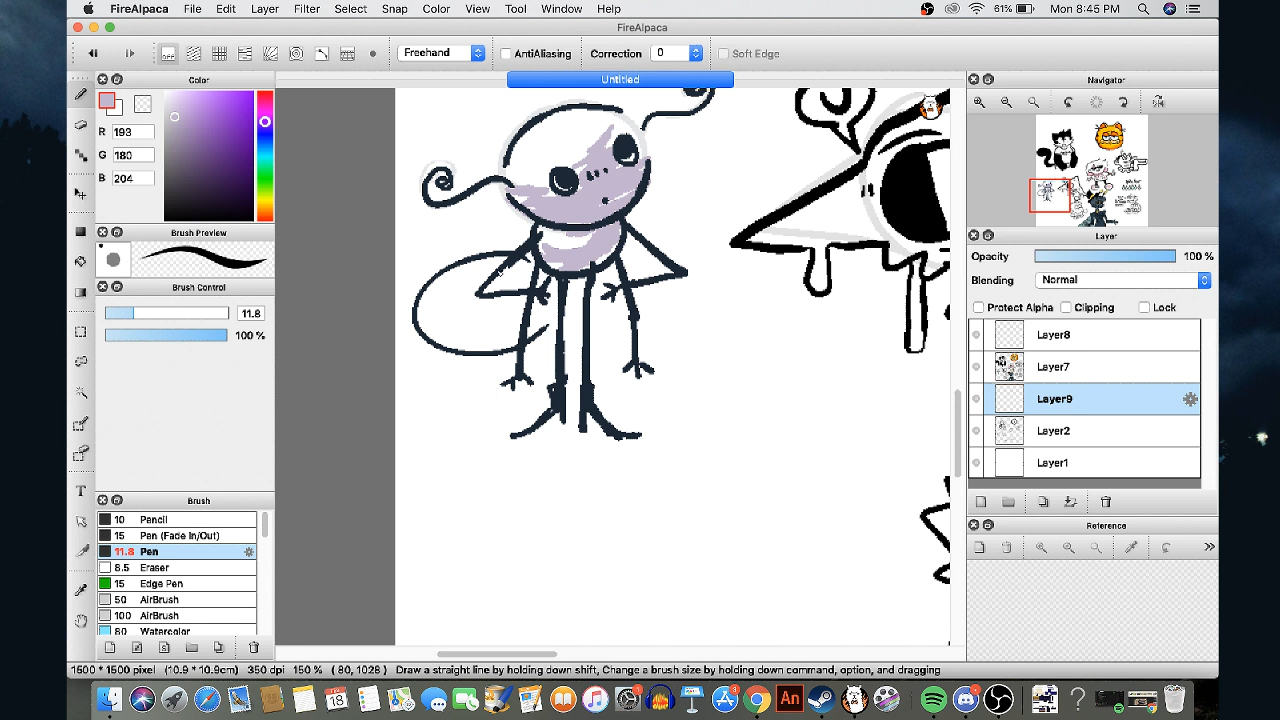 FireAlpaca File Edit Layer Filter Select Snap Color View Tool Window Help 61% Mon 8:45 PM
FireAlpaca
OFF Freehand AntiAliasing Correction 0 Soft Edge
Color Untitled Navigator
R 193
G 180
B 204
Brush Preview
Layer
Opacity 100 %
Blending Normal
Brush Control
Protect Alpha Clipping Lock
11.8
100 %
Layer8
Layer7
Layer9
Layer2
Layer1
Brush
10 Pencil
15 Pen (Fade In/Out)
11.8 Pen
8.5 Eraser
15 Edge Pen
50 AirBrush
100 AirBrush
80 Watercolor
Reference
T
1500 * 1500 pixel (10.9 * 10.9cm) 350 dpi 150 % ( 80, 1028 ) Draw a straight line by holding down shift, Change a brush size by holding down command, option, and dragging
18
An